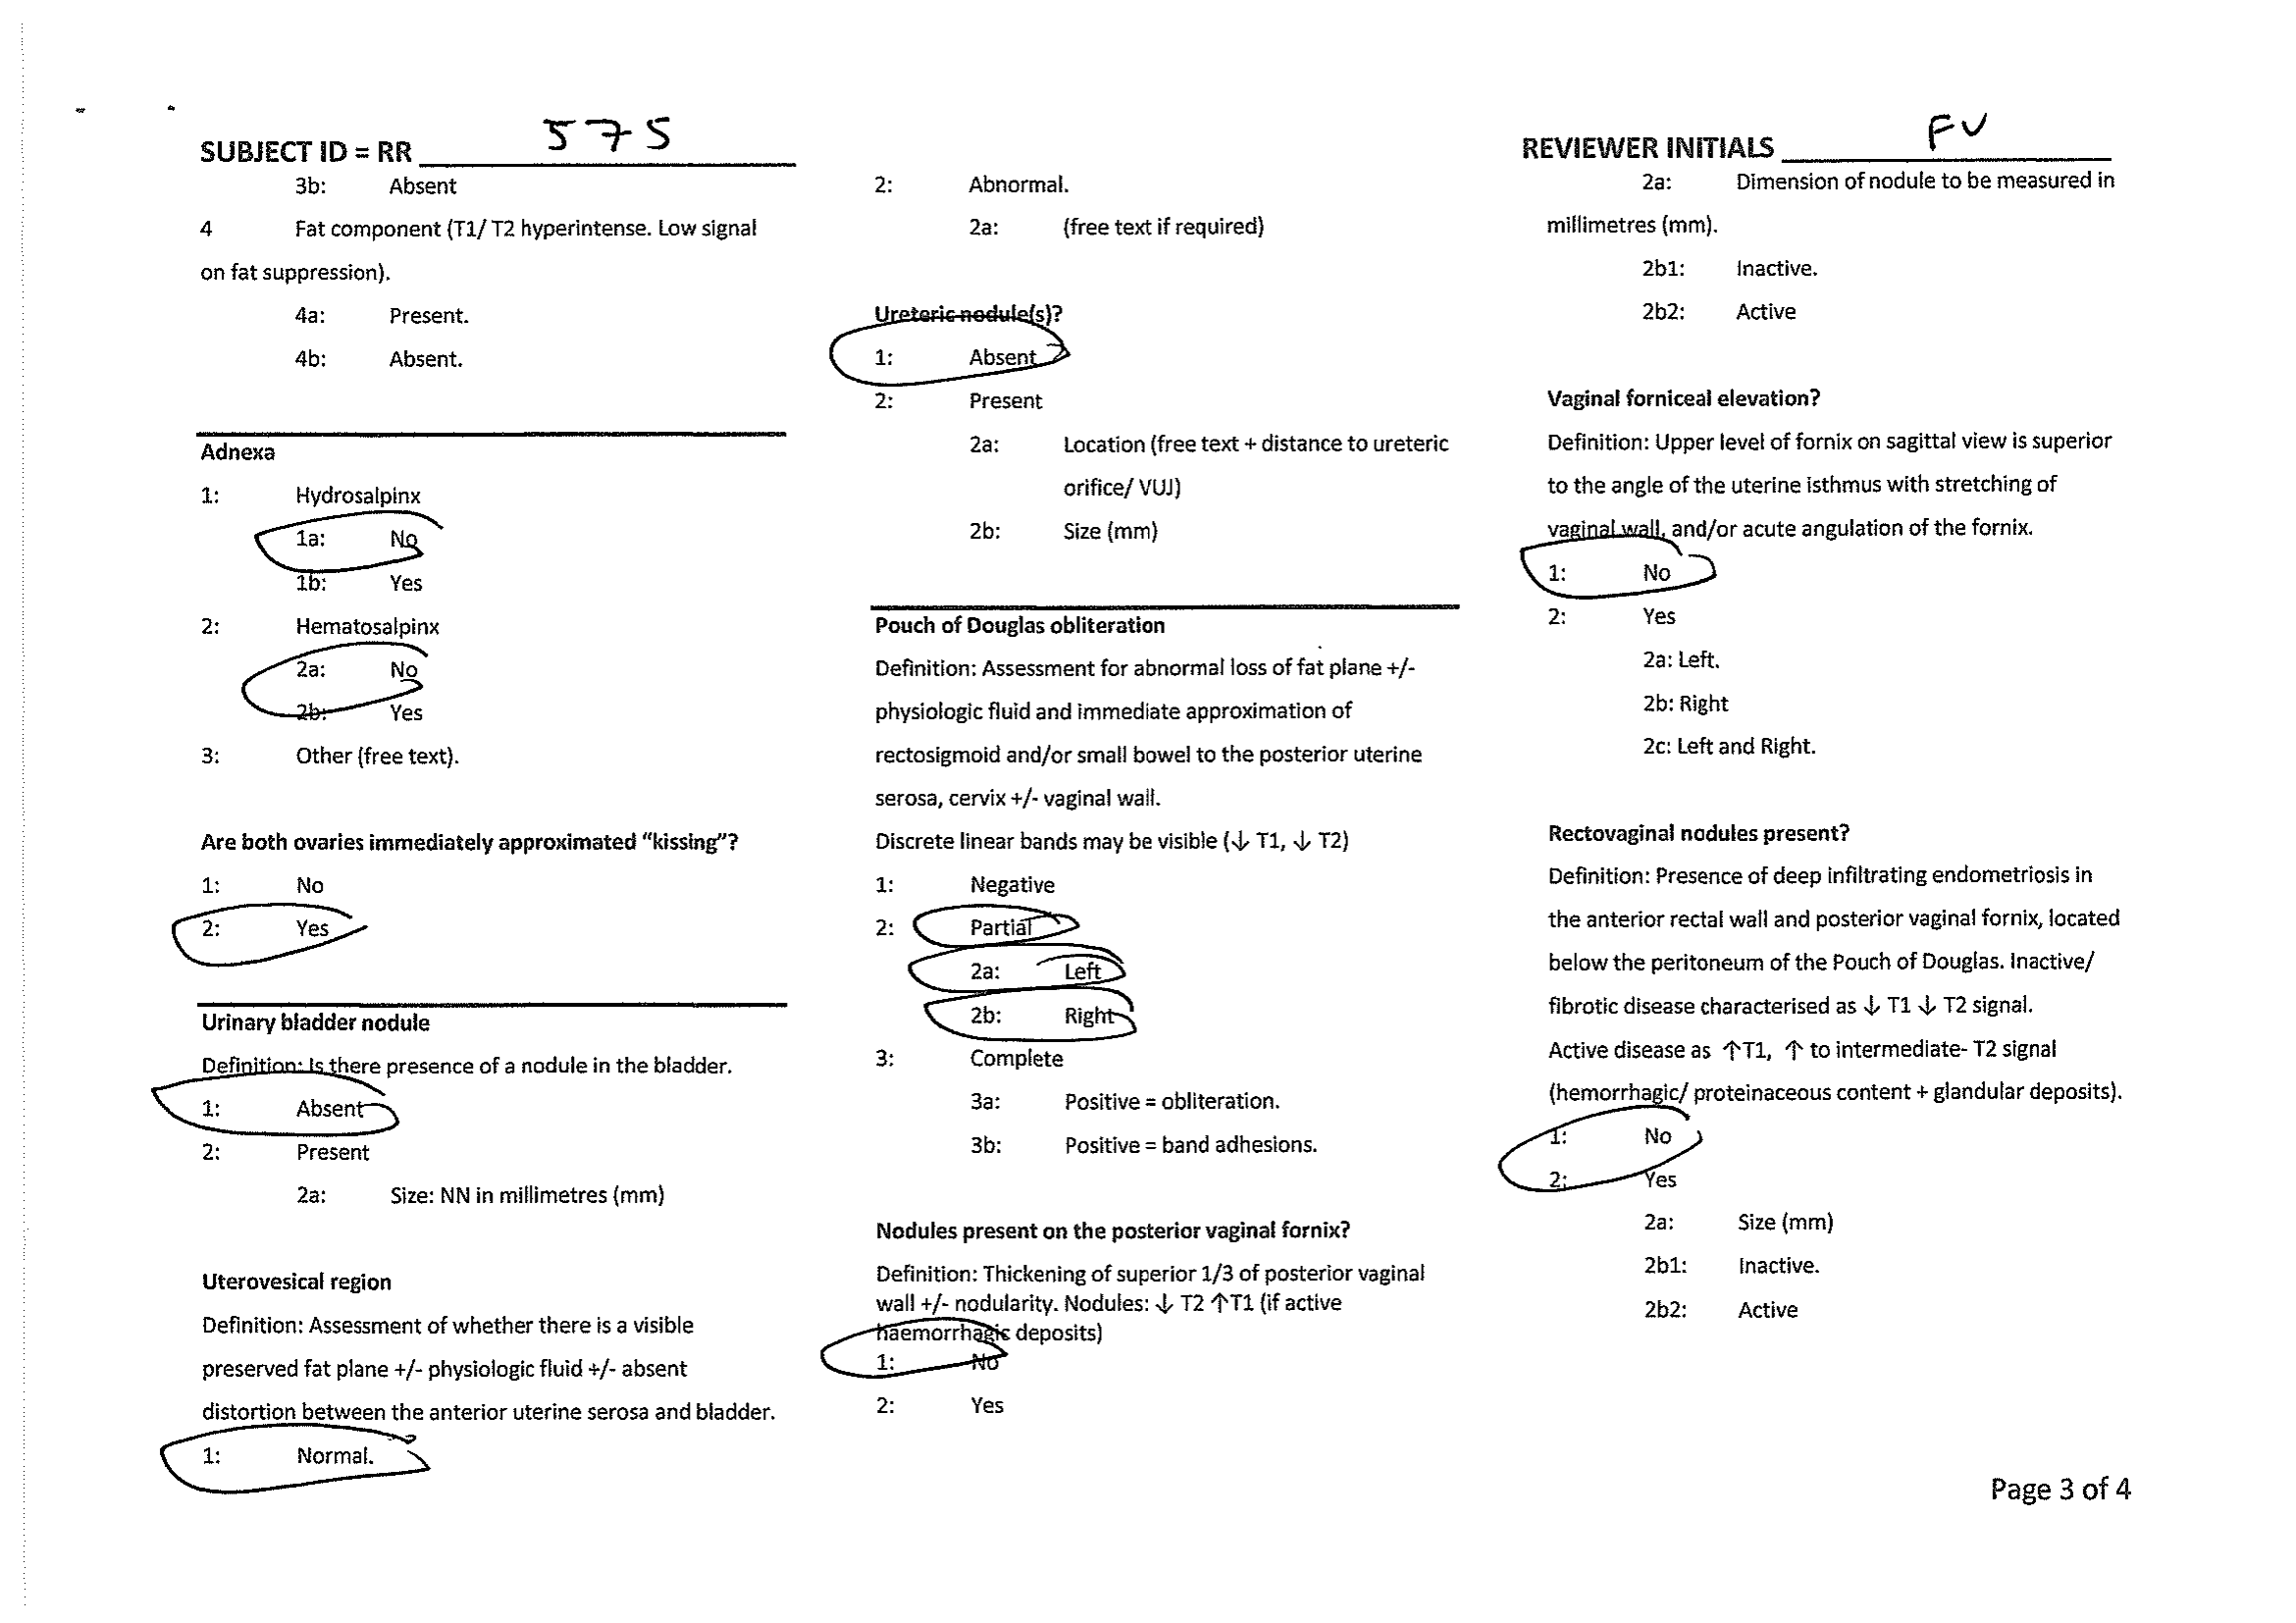 SUBJECT ID = RR 575
3b: Absent
4 Fat component (T1/ T2 hyperintense. Low signal
on fat suppression).
4a: Present.
4b: Absent.
Adnexa
1: Hydrosalpinx
1a: No
1b: Yes
2: Hematosalpinx
2a: No
2b: Yes
3: Other (free text).
Are both ovaries immediately approximated “kissing”?
1: No
2: Yes
Urinary bladder nodule
Definition: Is there presence of a nodule in the bladder.
1: Absent
2: Present
2a: Size: NN in millimetres (mm)
Uterovesical region
Definition: Assessment of whether there is a visible
preserved fat plane +/- physiologic fluid +/- absent
distortion between the anterior uterine serosa and bladder.
1: Normal.
2: Abnormal.
2a: (free text if required)
Ureteric nodule(s)?
1: Absent
2: Present
2a: Location (free text + distance to ureteric
orifice/ VUJ)
2b: Size (mm)
Pouch of Douglas obliteration
Definition: Assessment for abnormal loss of fat plane +/-
physiologic fluid and immediate approximation of
rectosigmoid and/or small bowel to the posterior uterine
serosa, cervix +/- vaginal wall.
Discrete linear bands may be visible (↓ T1, ↓ T2)
1: Negative
2: Partial
2a: Left
2b: Right
3: Complete
3a: Positive = obliteration.
3b: Positive = band adhesions.
Nodules present on the posterior vaginal fornix?
Definition: Thickening of superior 1/3 of posterior vaginal
wall +/- nodularity. Nodules: ↓ T2 ↑T1 (if active
haemorrhagic deposits)
1: No
2: Yes
REVIEWER INITIALS FV
2a: Dimension of nodule to be measured in
millimetres (mm).
2b1: Inactive.
2b2: Active
Vaginal forniceal elevation?
Definition: Upper level of fornix on sagittal view is superior
to the angle of the uterine isthmus with stretching of
vaginal wall, and/or acute angulation of the fornix.
1: No
2: Yes
2a: Left.
2b: Right
2c: Left and Right.
Rectovaginal nodules present?
Definition: Presence of deep infiltrating endometriosis in
the anterior rectal wall and posterior vaginal fornix, located
below the peritoneum of the Pouch of Douglas. Inactive/
fibrotic disease characterised as ↓ T1 ↓ T2 signal.
Active disease as ↑T1, ↑ to intermediate- T2 signal
(hemorrhagic/ proteinaceous content + glandular deposits).
1: No
2: Yes
2a: Size (mm)
2b1: Inactive.
2b2: Active
Page 3 of 4